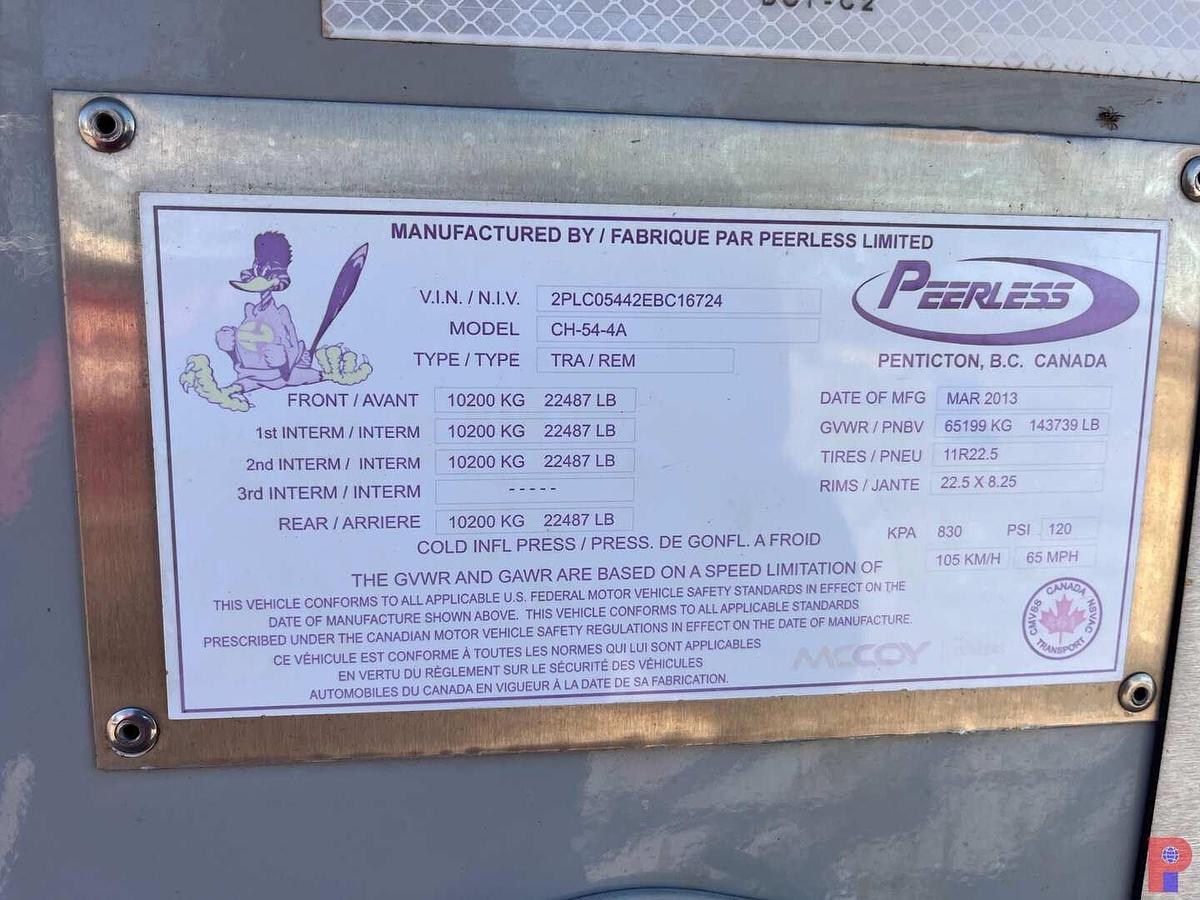 DOT-C2
MANUFACTURED BY / FABRIQUE PAR PEERLESS LIMITED
V.I.N. / N.I.V. 2PLC05442EBC16724
MODEL CH-54-4A
TYPE / TYPE TRA / REM
PEERLESS
PENTICTON, B.C. CANADA
FRONT / AVANT 10200 KG 22487 LB
1st INTERM / INTERM 10200 KG 22487 LB
2nd INTERM / INTERM 10200 KG 22487 LB
3rd INTERM / INTERM - - - - -
REAR / ARRIERE 10200 KG 22487 LB
DATE OF MFG MAR 2013
GVWR / PNBV 65199 KG 143739 LB
TIRES / PNEU 11R22.5
RIMS / JANTE 22.5 X 8.25
COLD INFL PRESS / PRESS. DE GONFL. A FROID KPA 830 PSI 120
THE GVWR AND GAWR ARE BASED ON A SPEED LIMITATION OF 105 KM/H 65 MPH
THIS VEHICLE CONFORMS TO ALL APPLICABLE U.S. FEDERAL MOTOR VEHICLE SAFETY STANDARDS IN EFFECT ON THE
DATE OF MANUFACTURE SHOWN ABOVE. THIS VEHICLE CONFORMS TO ALL APPLICABLE STANDARDS
PRESCRIBED UNDER THE CANADIAN MOTOR VEHICLE SAFETY REGULATIONS IN EFFECT ON THE DATE OF MANUFACTURE.
CE VÉHICULE EST CONFORME À TOUTES LES NORMES QUI LUI SONT APPLICABLES
EN VERTU DU RÈGLEMENT SUR LE SÉCURITÉ DES VÉHICULES
AUTOMOBILES DU CANADA EN VIGUEUR À LA DATE DE SA FABRICATION.
MCCOY
CANADA
CMVSS NSVAC
TRANSPORT